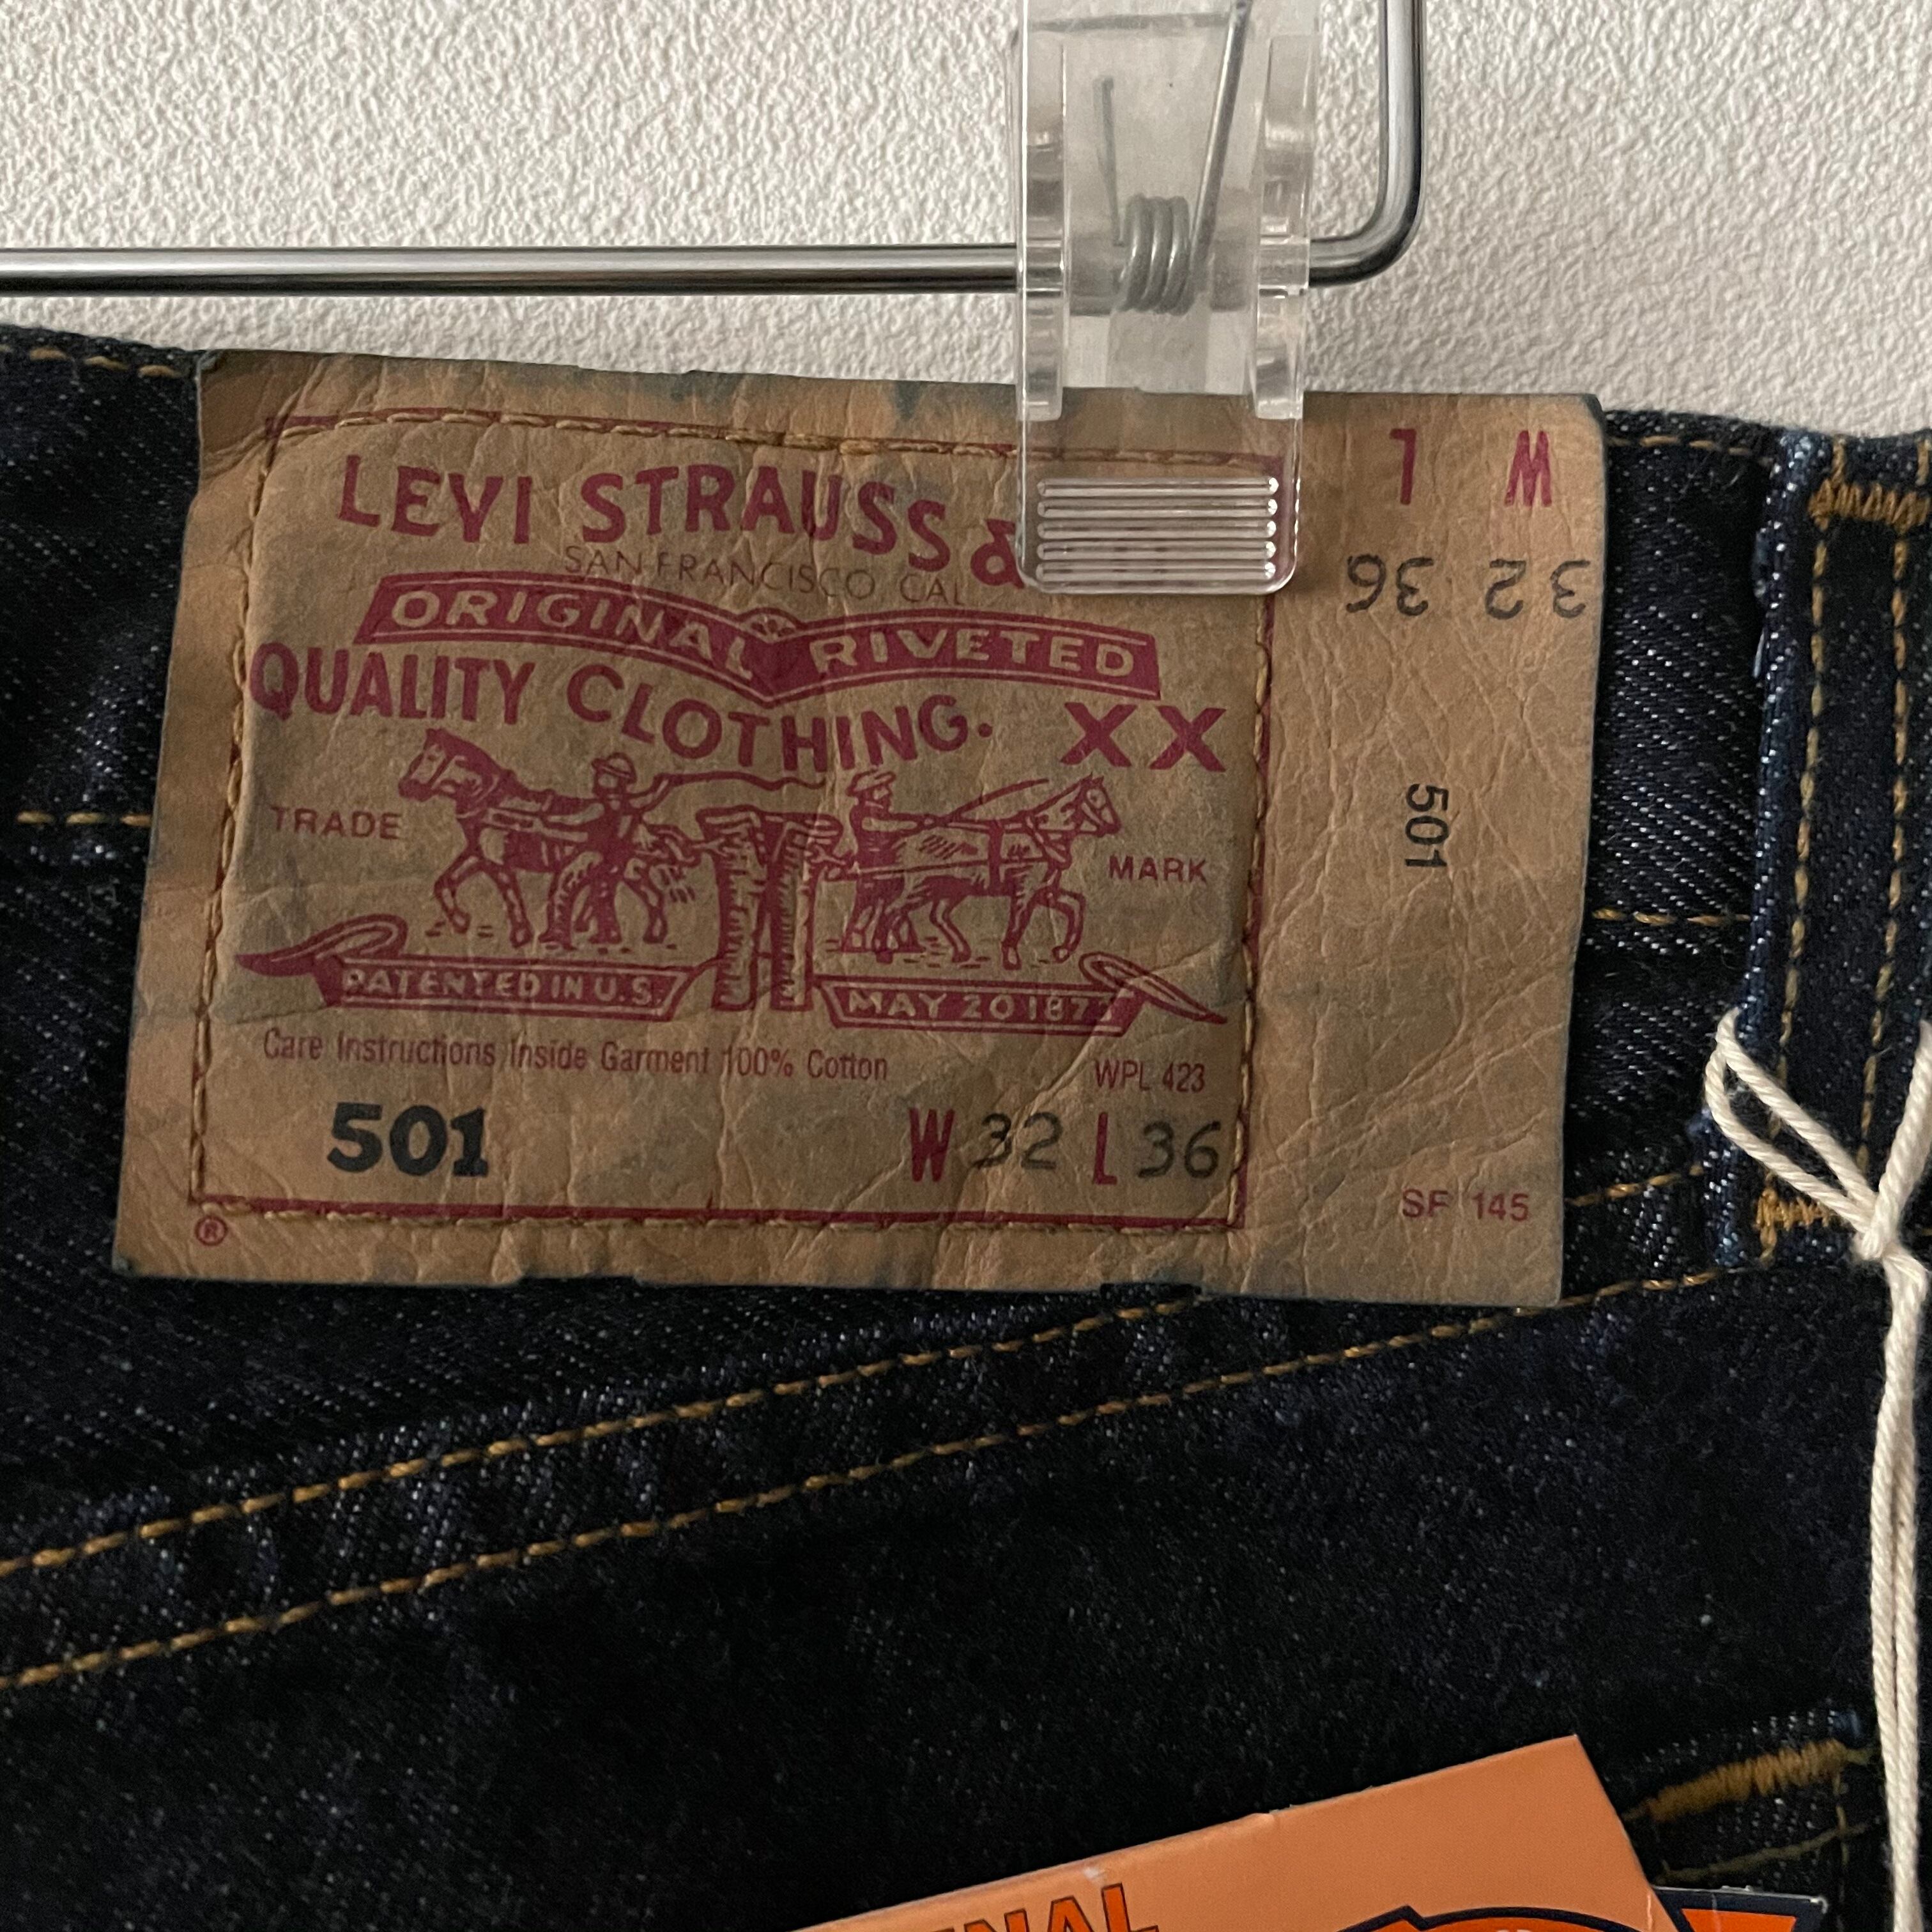 LEVI STRAUSS &
SAN FRANCISCO, CAL
ORIGINAL RIVETED
QUALITY CLOTHING. XX
TRADE MARK
PATENTED IN U.S. MAY 20 1873
Care Instructions Inside Garment 100% Cotton
WPL 423
501 W 32 L 36
®
W 32
L 36
501
SF 145